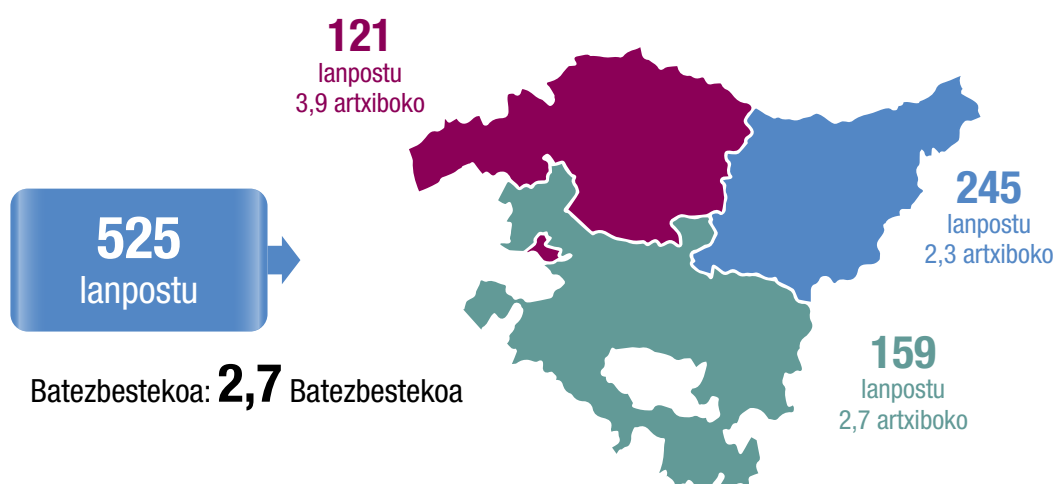 121
lanpostu
3,9 artxiboko
245
lanpostu
2,3 artxiboko
525
lanpostu
159
lanpostu
2,7 artxiboko
Batezbestekoa: 2,7 Batezbestekoa